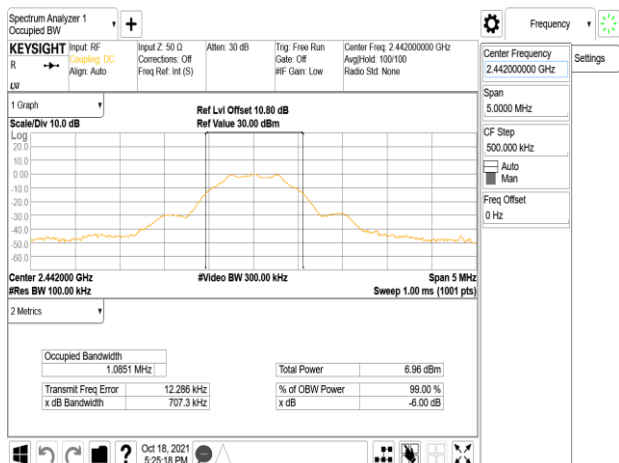 Spectrum Analyzer 1
Occupied BW
+
Frequency
KEYSIGHT
R
LXI
Input: RF
Coupling: DC
Align: Auto
Input Z: 50 Ω
Corrections: Off
Freq Ref: Int (S)
Atten: 30 dB
Trig: Free Run
Gate: Off
#IF Gain: Low
Center Freq: 2.442000000 GHz
Avg|Hold: 100/100
Radio Std: None
Center Frequency
2.442000000 GHz
Settings
Span
5.0000 MHz
CF Step
500.000 kHz
Auto
Man
Freq Offset
0 Hz
1 Graph
Scale/Div 10.0 dB
Ref Lvl Offset 10.80 dB
Ref Value 30.00 dBm
Log
20.0
10.0
0.00
-10.0
-20.0
-30.0
-40.0
-50.0
-60.0
Center 2.442000 GHz
#Res BW 100.00 kHz
#Video BW 300.00 kHz
Span 5 MHz
Sweep 1.00 ms (1001 pts)
2 Metrics
Occupied Bandwidth
1.0851 MHz
Transmit Freq Error 12.286 kHz
x dB Bandwidth 707.3 kHz
Total Power 6.96 dBm
% of OBW Power 99.00 %
x dB -6.00 dB
?
Oct 18, 2021
5:25:18 PM